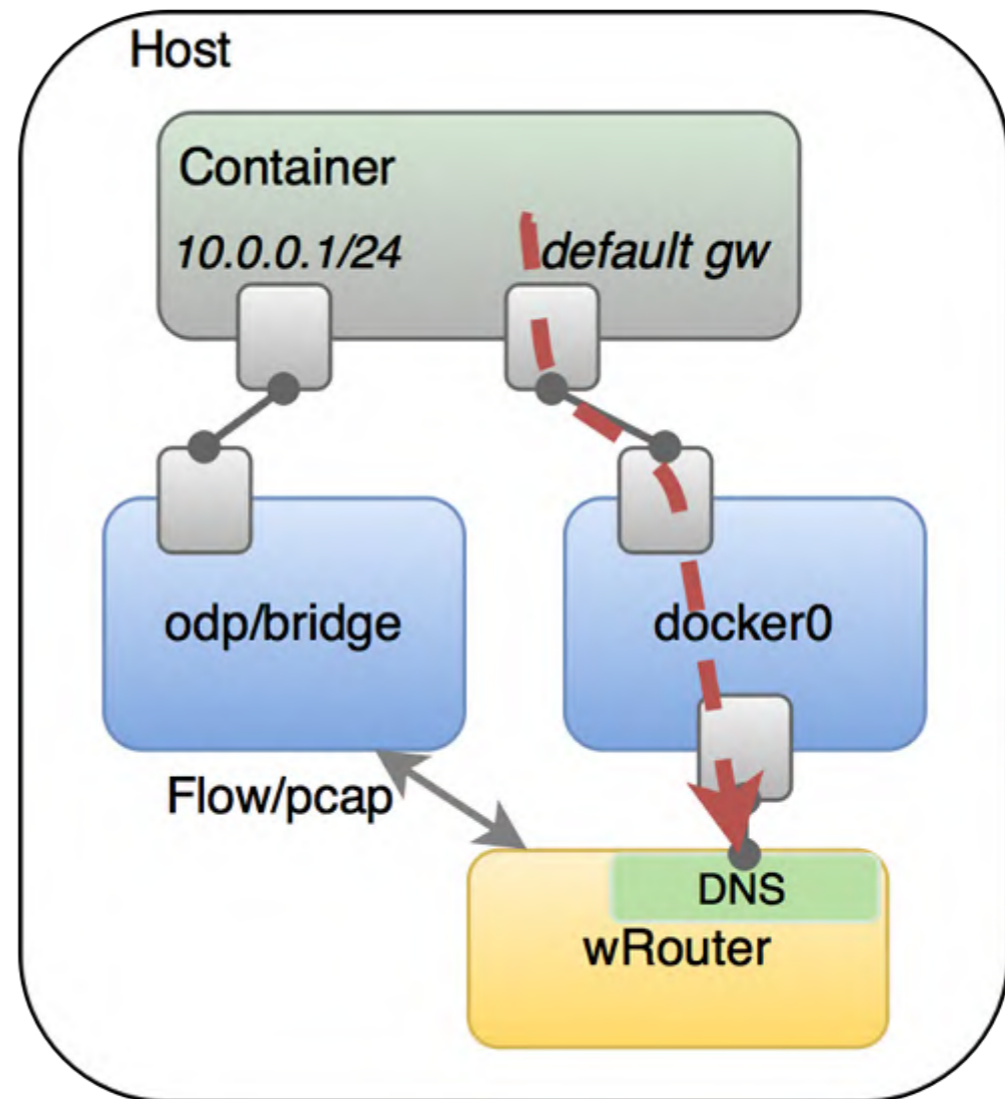 Host
Container
10.0.0.1/24
default gw
odp/bridge
docker0
Flow/pcap
DNS
wRouter